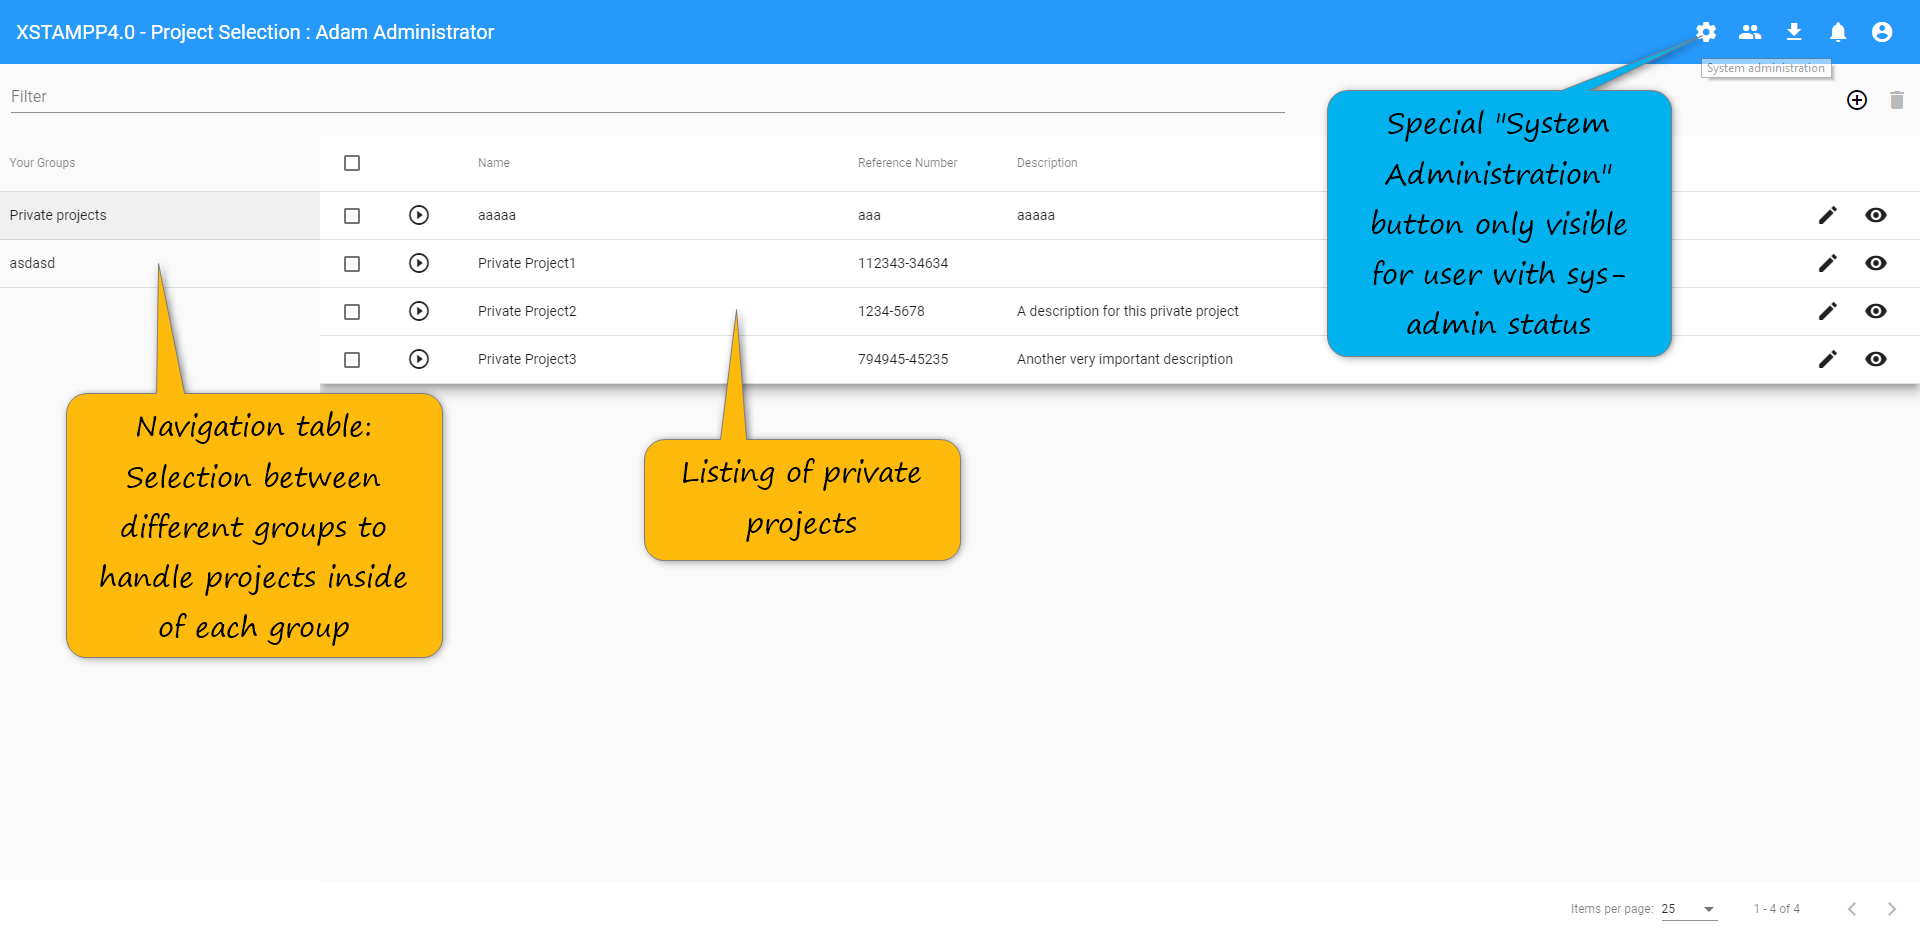 XSTAMPP4.0 - Project Selection : Adam Administrator
System administration
Filter
Your Groups
Name Reference Number Description
Private projects
aaaaa aaa aaaaa
asdasd
Private Project1 112343-34634
Private Project2 1234-5678 A description for this private project
Private Project3 794945-45235 Another very important description
Special "System
Administration"
button only visible
for user with sys-
admin status
Navigation table:
Selection between
different groups to
handle projects inside
of each group
Listing of private
projects
Items per page: 25 1 - 4 of 4